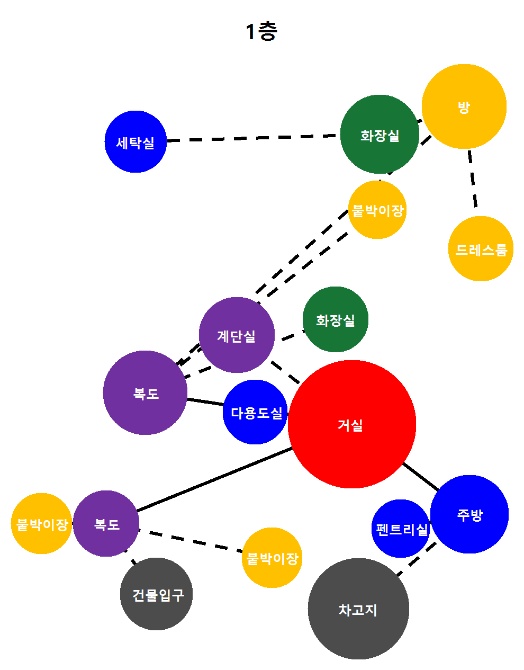 1층
방
화장실
세탁실
붙박이장
드레스룸
화장실
계단실
복도
다용도실
거실
주방
붙박이장
복도
펜트리실
붙박이장
건물입구
차고지